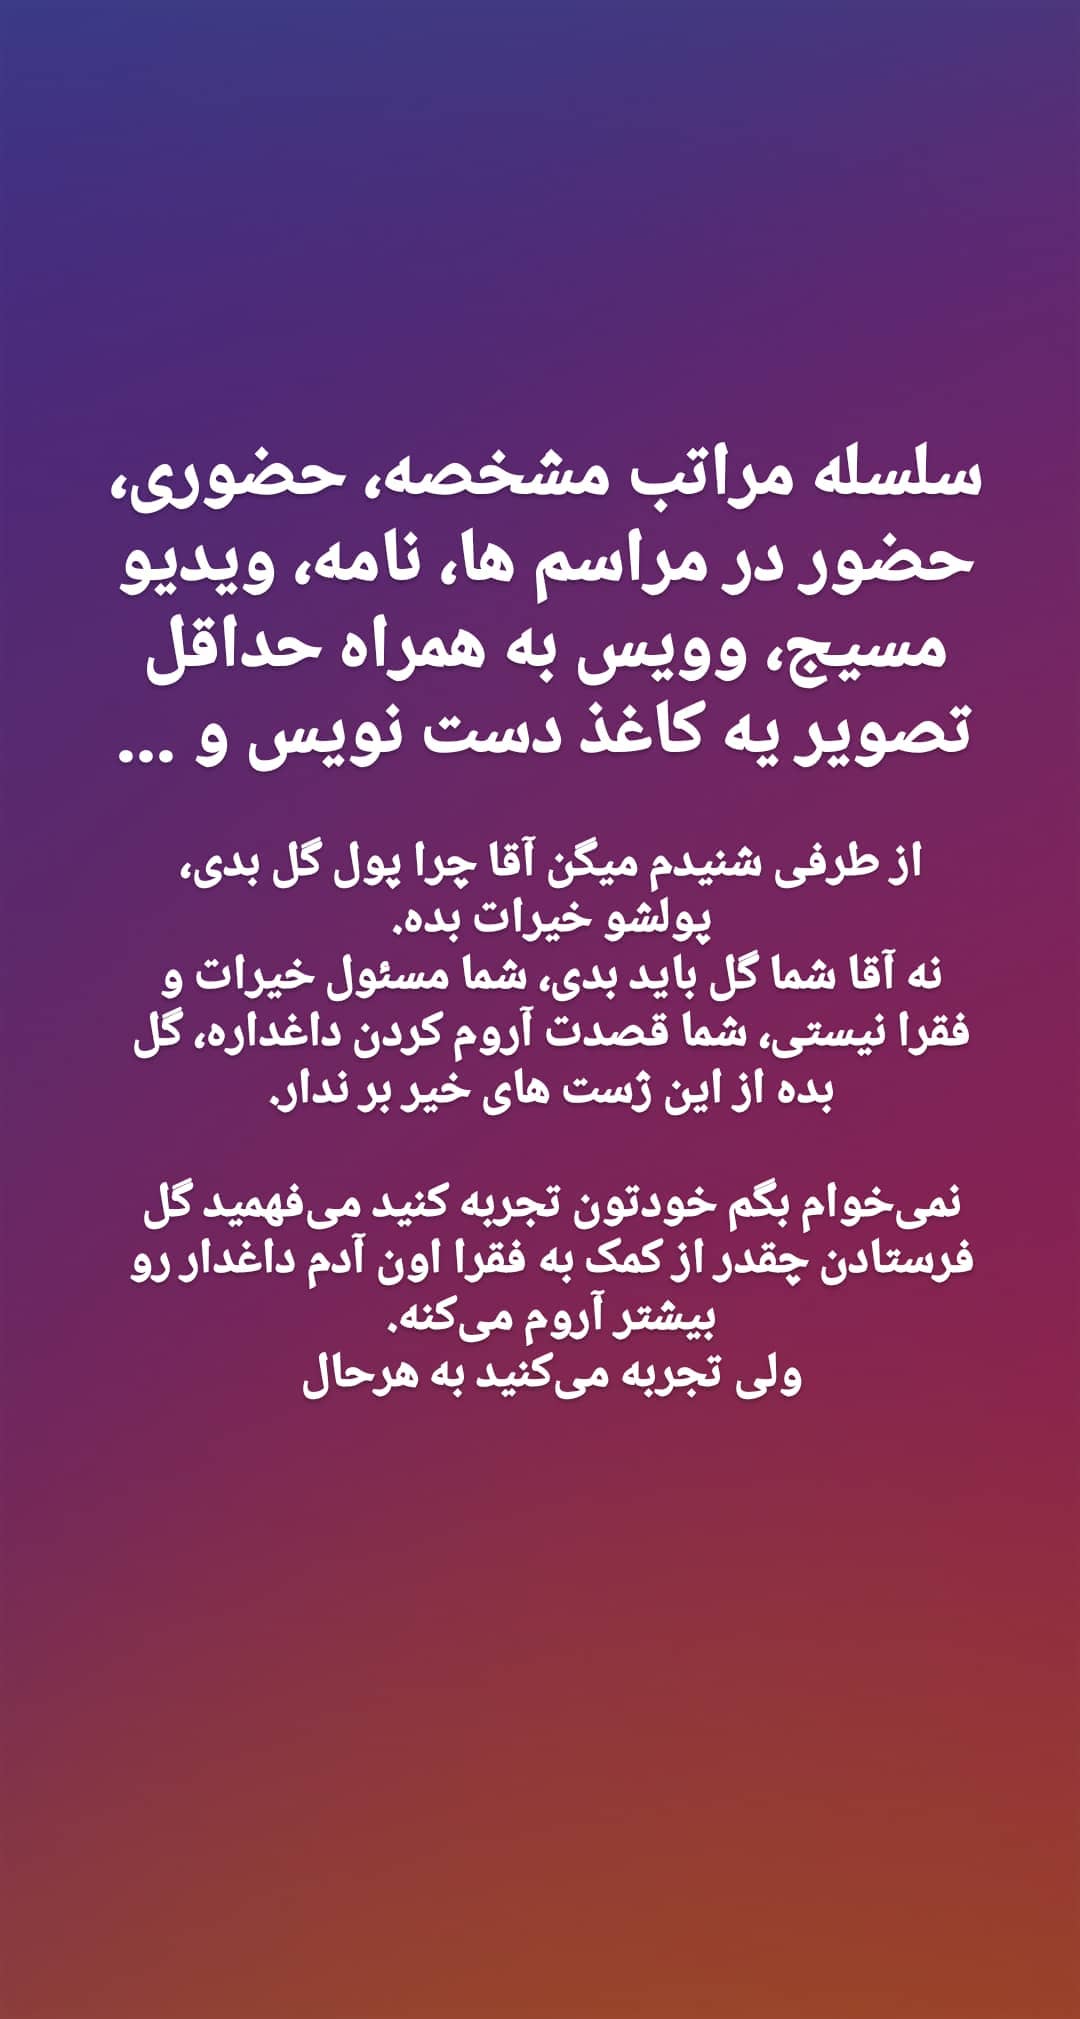 سلسله مراتب مشخصه، حضوری،
حضور در مراسم ها، نامه، ویدیو
مسیج، وویس به همراه حداقل
تصویر یه کاغذ دست نویس و ...
از طرفی شنیدم میگن آقا چرا پول گل بدی،
پولشو خیرات بده.
نه آقا شما گل باید بدی، شما مسئول خیرات و
فقرا نیستی، شما قصدت آروم کردن داغداره، گل
بده از این ژست های خیر بر ندار.
نمی‌خوام بگم خودتون تجربه کنید می‌فهمید گل
فرستادن چقدر از کمک به فقرا اون آدم داغدار رو
بیشتر آروم می‌کنه.
ولی تجربه می‌کنید به هرحال